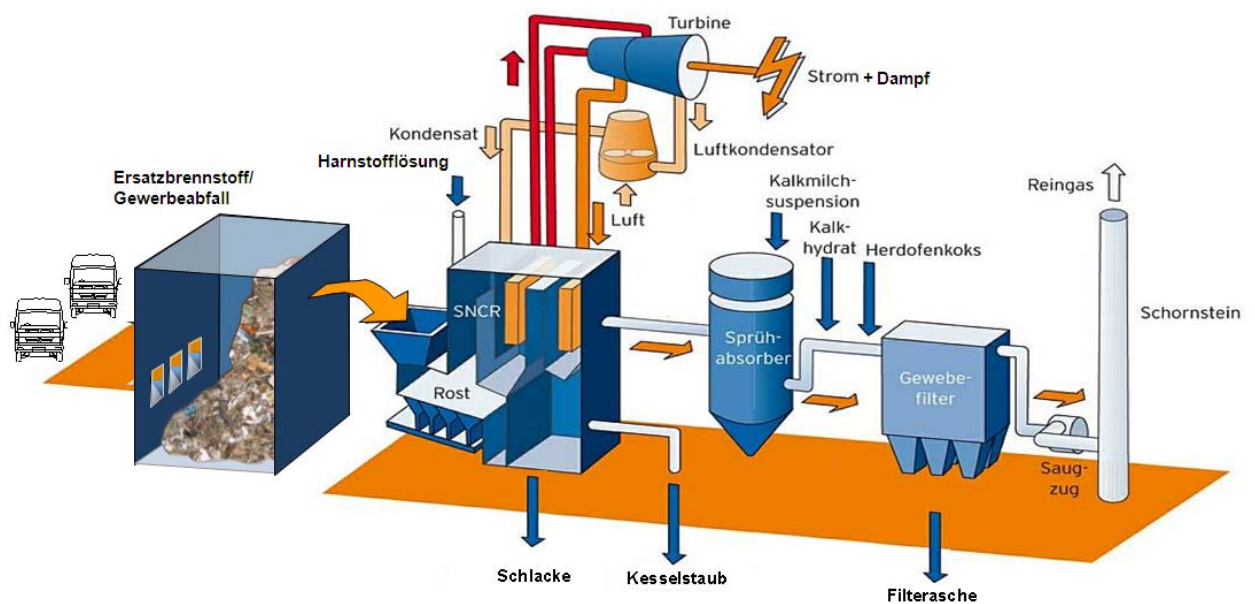 Turbine
Strom + Dampf
Kondensat
Harnstofflösung
Luftkondensator
Ersatzbrennstoff/
Gewerbeabfall
Luft
Kalkmilch-
suspension
Kalk-
hydrat
Herdofenkoks
Reingas
SNCR
Sprüh-
absorber
Schornstein
Rost
Gewebe-
filter
Saug-
zug
Schlacke
Kesselstaub
Filterasche